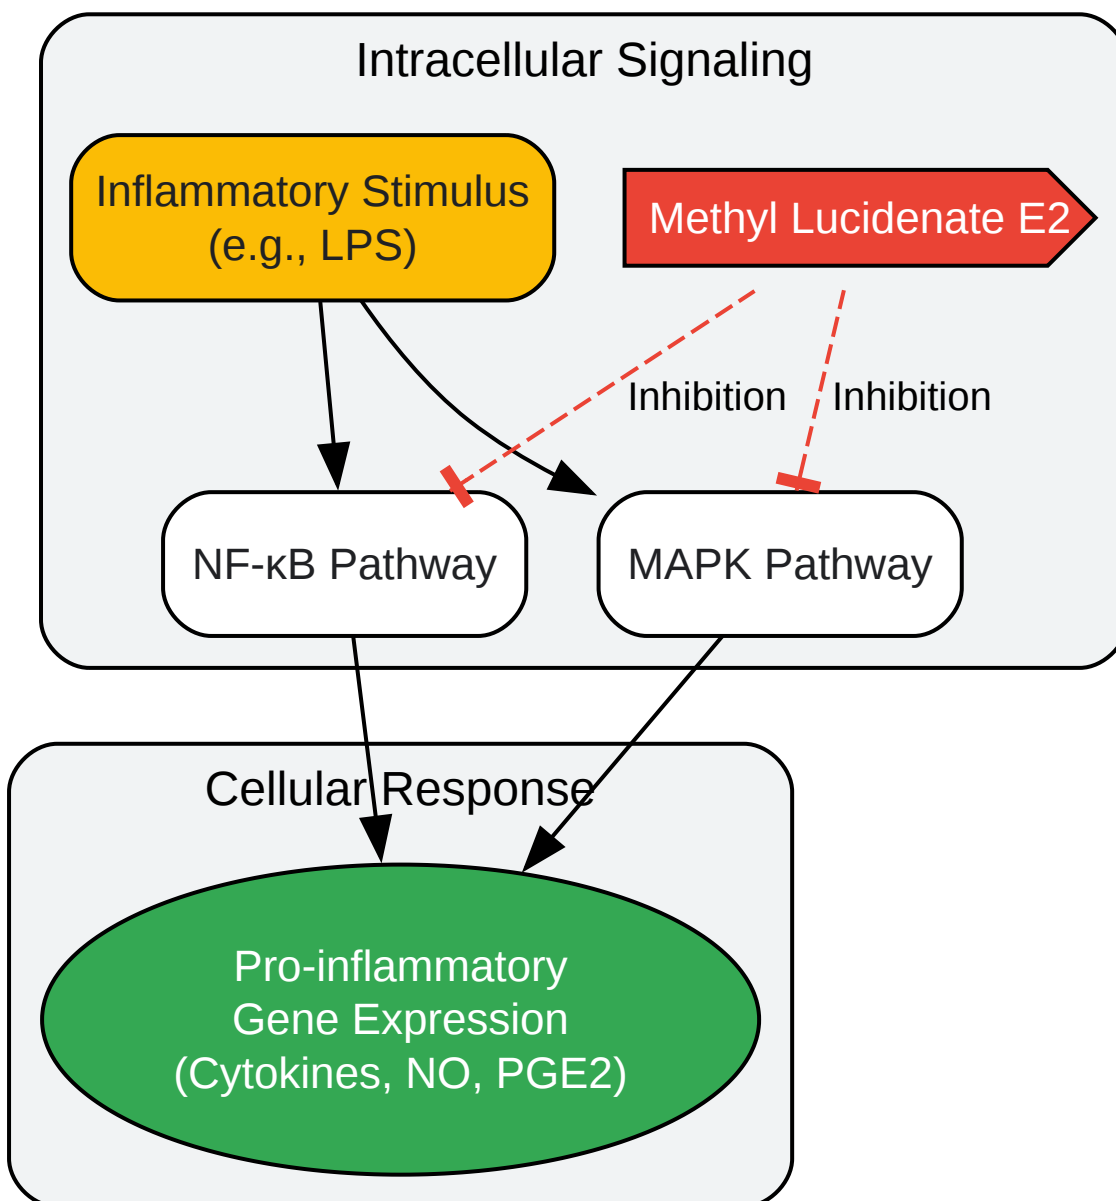 Intracellular Signaling
Inflammatory Stimulus
(e.g., LPS)
Methyl Lucidenate E2
Inhibition
Inhibition
NF-κB Pathway
MAPK Pathway
Cellular Response
Pro-inflammatory
Gene Expression
(Cytokines, NO, PGE2)